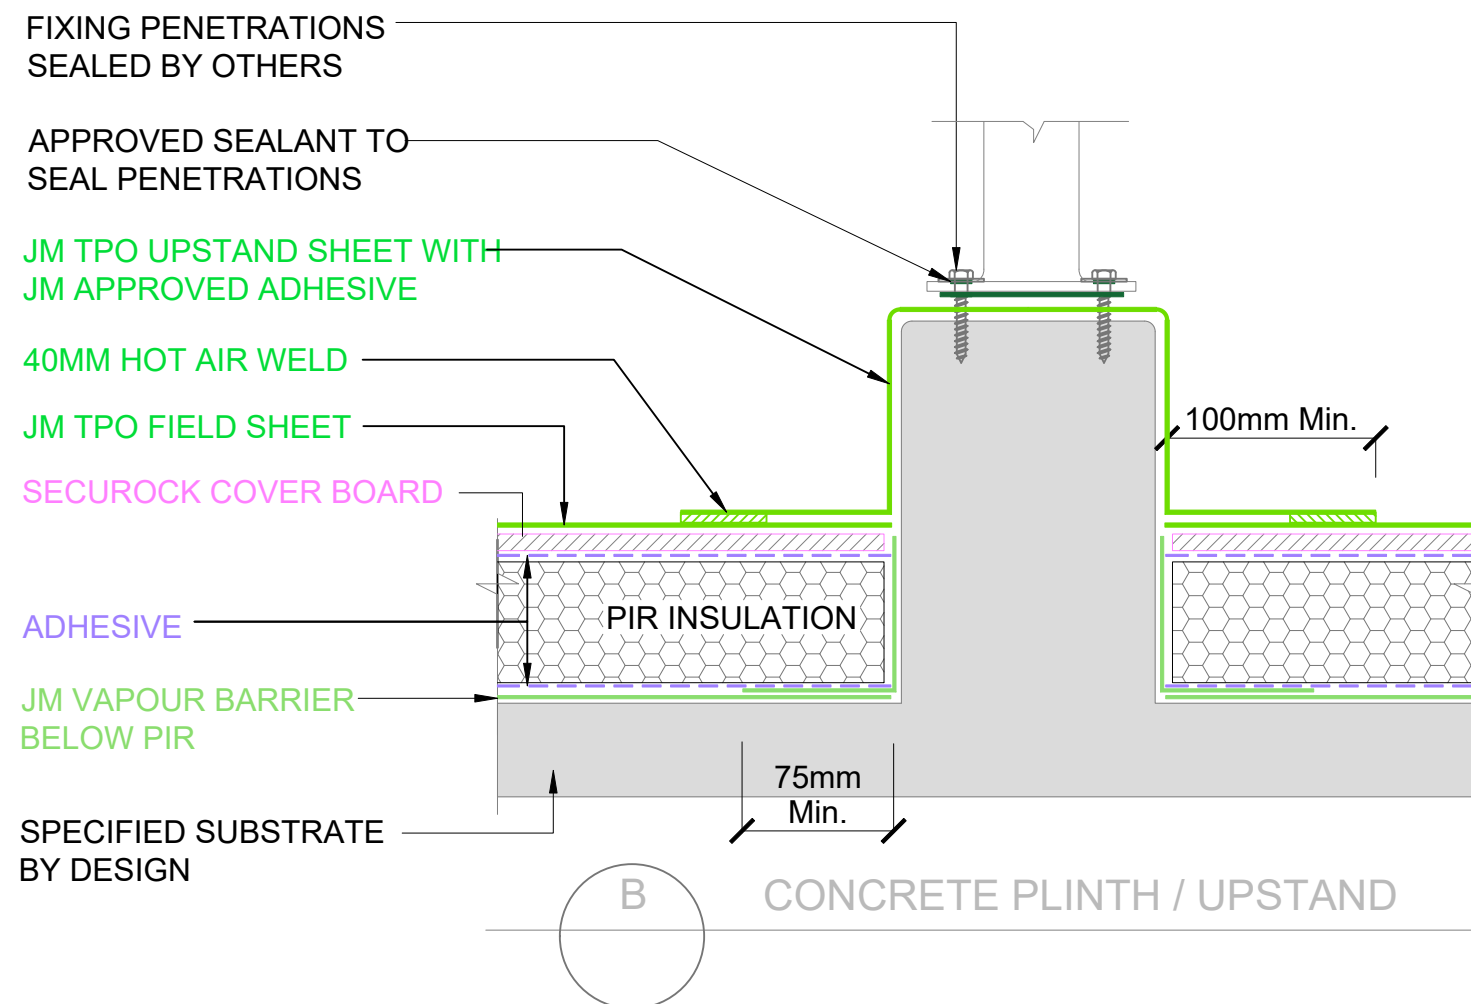 FIXING PENETRATIONS
SEALED BY OTHERS
APPROVED SEALANT TO
SEAL PENETRATIONS
JM TPO UPSTAND SHEET WITH
JM APPROVED ADHESIVE
40MM HOT AIR WELD
JM TPO FIELD SHEET
SECUROCK COVER BOARD
ADHESIVE
JM VAPOUR BARRIER
BELOW PIR
SPECIFIED SUBSTRATE
BY DESIGN
100mm Min.
PIR INSULATION
75mm
Min.
B
CONCRETE PLINTH / UPSTAND